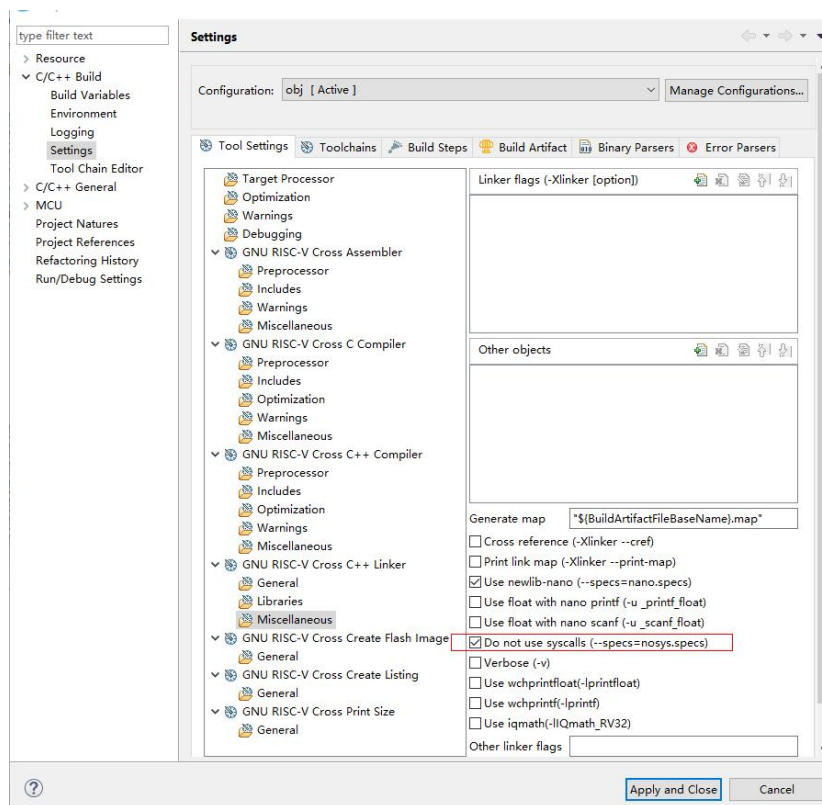 type filter text
Resource
C/C++ Build
Build Variables
Environment
Logging
Settings
Tool Chain Editor
C/C++ General
MCU
Project Natures
Project References
Refactoring History
Run/Debug Settings
Settings
Configuration: obj [ Active ]
Manage Configurations...
Tool Settings
Toolchains
Build Steps
Build Artifact
Binary Parsers
Error Parsers
Target Processor
Optimization
Warnings
Debugging
GNU RISC-V Cross Assembler
Preprocessor
Includes
Warnings
Miscellaneous
GNU RISC-V Cross C Compiler
Preprocessor
Includes
Optimization
Warnings
Miscellaneous
GNU RISC-V Cross C++ Compiler
Preprocessor
Includes
Optimization
Warnings
Miscellaneous
GNU RISC-V Cross C++ Linker
General
Libraries
Miscellaneous
GNU RISC-V Cross Create Flash Image
General
GNU RISC-V Cross Create Listing
General
GNU RISC-V Cross Print Size
General
Linker flags (-Xlinker [option])
Other objects
Generate map "${BuildArtifactFileBaseName}.map"
Cross reference (-Xlinker --cref)
Print link map (-Xlinker --print-map)
Use newlib-nano (--specs=nano.specs)
Use float with nano printf (-u _printf_float)
Use float with nano scanf (-u _scanf_float)
Do not use syscalls (--specs=nosys.specs)
Verbose (-v)
Use wchprintfloat(-lprintfloat)
Use wchprintf(-lprintf)
Use iqmath(-lIQmath_RV32)
Other linker flags
Apply and Close
Cancel